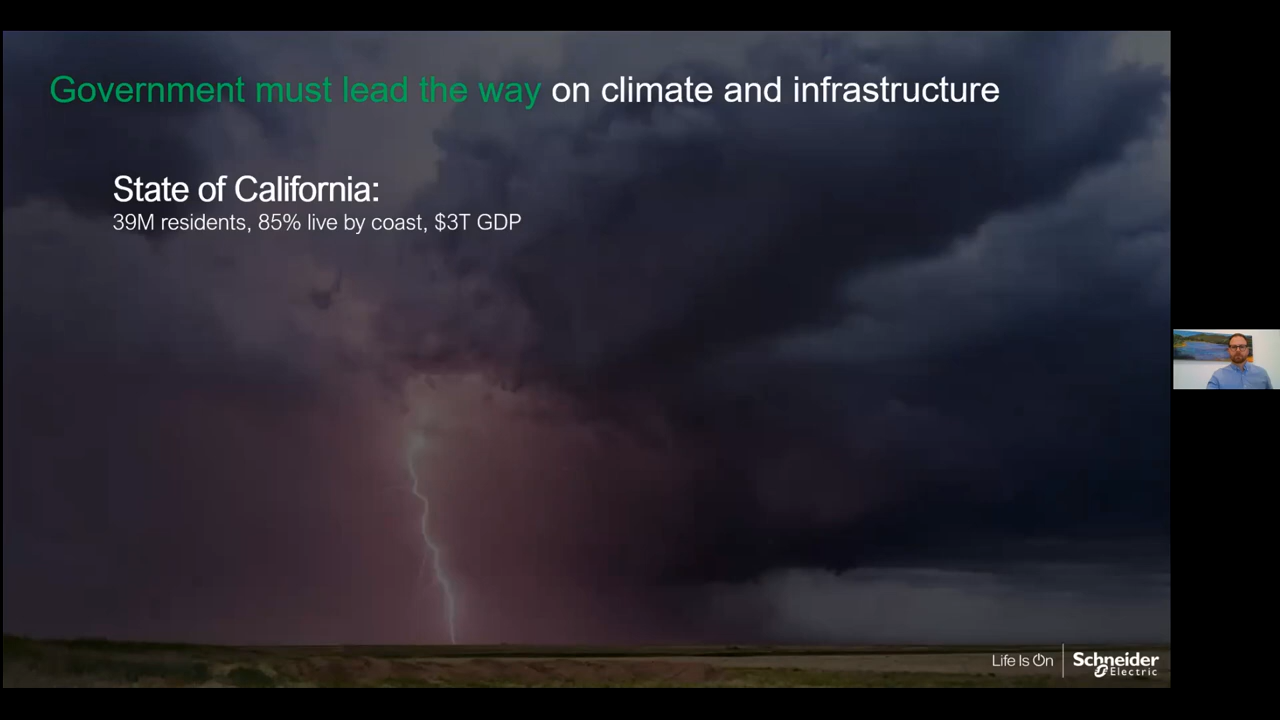 Government must lead the way on climate and infrastructure
State of California:
39M residents, 85% live by coast, $3T GDP
Life Is On
Schneider
Electric